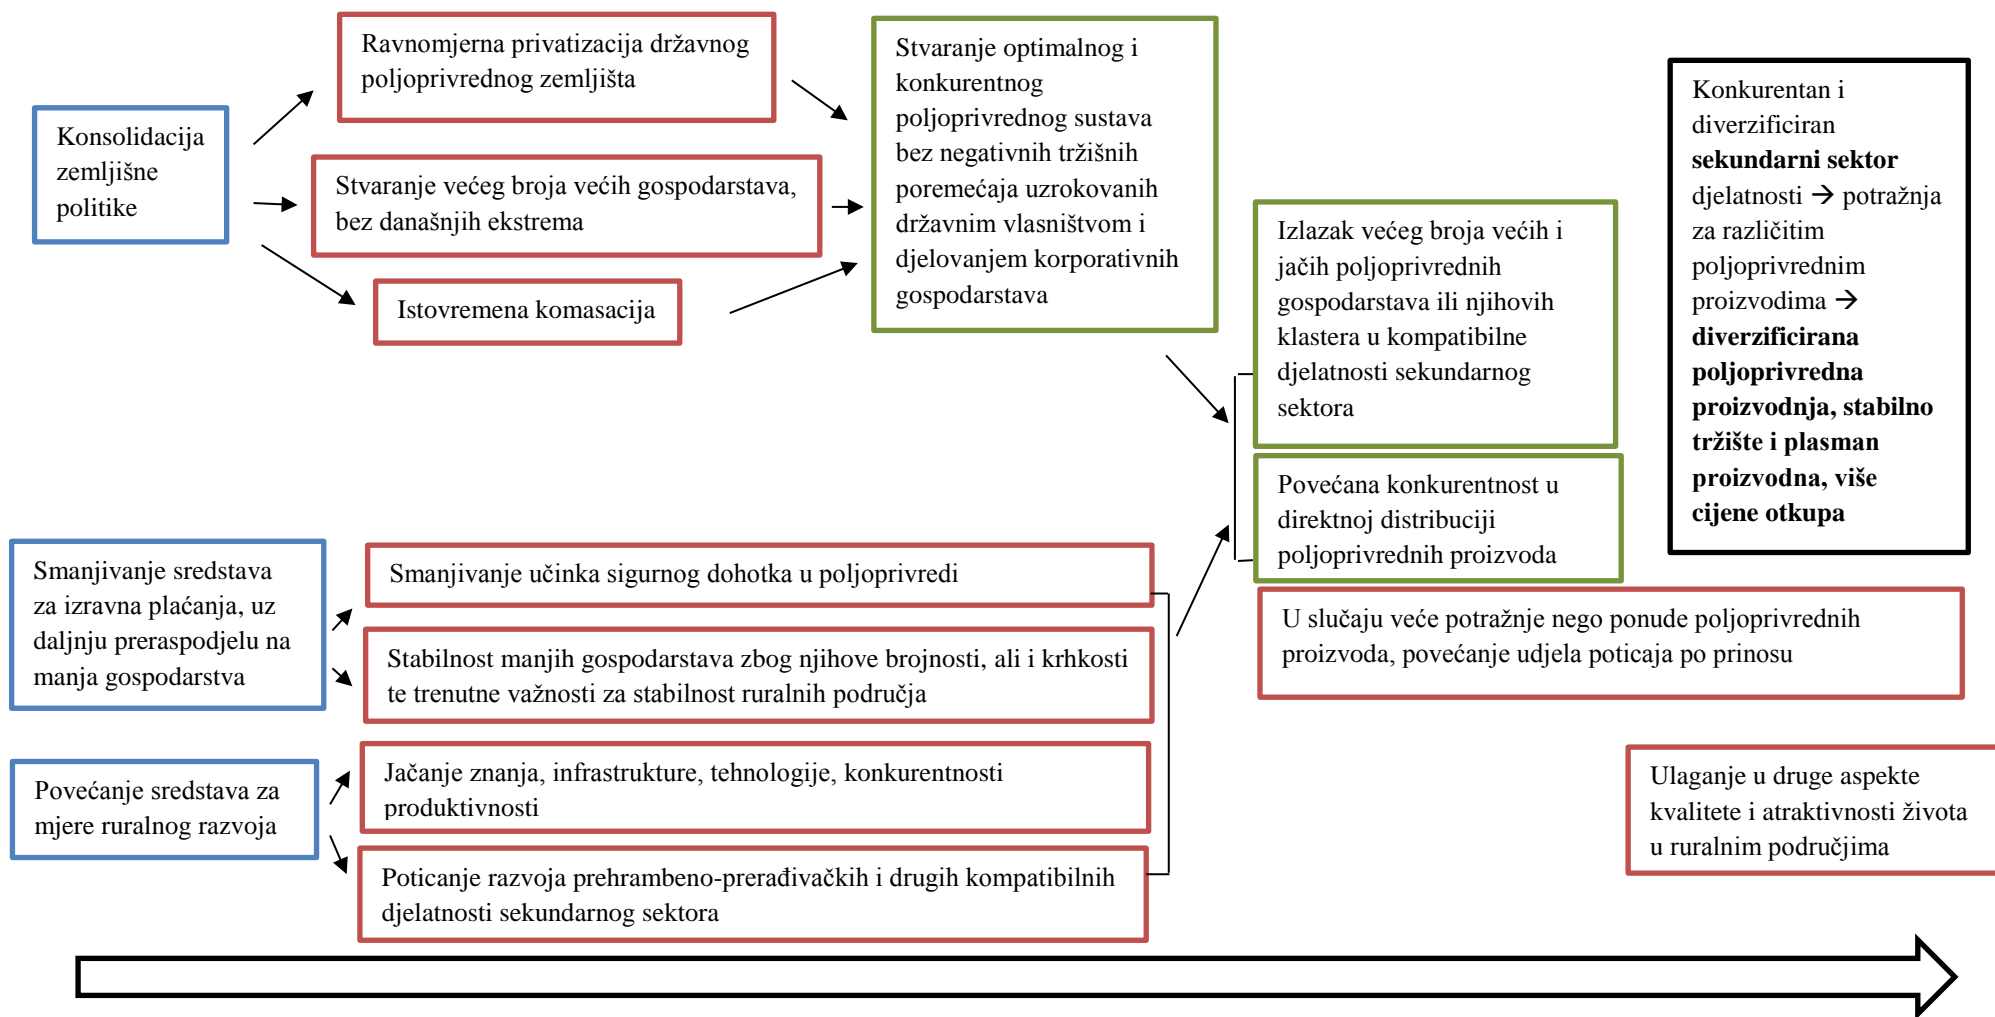 Konsolidacija
zemljišne
politike
Ravnomjerna privatizacija državnog
poljoprivrednog zemljišta
Stvaranje većeg broja većih gospodarstava,
bez današnjih ekstrema
Istovremena komasacija
Stvaranje optimalnog i
konkurentnog
poljoprivrednog sustava
bez negativnih tržišnih
poremećaja uzrokovanih
državnim vlasništvom i
djelovanjem korporativnih
gospodarstava
Smanjivanje sredstava
za izravna plaćanja, uz
daljnju preraspodjelu na
manja gospodarstva
Smanjivanje učinka sigurnog dohotka u poljoprivredi
Stabilnost manjih gospodarstava zbog njihove brojnosti, ali i krhkosti
te trenutne važnosti za stabilnost ruralnih područja
Povećanje sredstava za
mjere ruralnog razvoja
Jačanje znanja, infrastrukture, tehnologije, konkurentnosti
produktivnosti
Poticanje razvoja prehrambeno-prerađivačkih i drugih kompatibilnih
djelatnosti sekundarnog sektora
Izlazak većeg broja većih i
jačih poljoprivrednih
gospodarstava ili njihovih
klastera u kompatibilne
djelatnosti sekundarnog
sektora
Povećana konkurentnost u
direktnoj distribuciji
poljoprivrednih proizvoda
U slučaju veće potražnje nego ponude poljoprivrednih
proizvoda, povećanje udjela poticaja po prinosu
Konkurentan i
diverzificiran
sekundarni sektor
djelatnosti → potražnja
za različitim
poljoprivrednim
proizvodima →
diverzificirana
poljoprivredna
proizvodnja, stabilno
tržište i plasman
proizvodna, više
cijene otkupa
Ulaganje u druge aspekte
kvalitete i atraktivnosti života
u ruralnim područjima